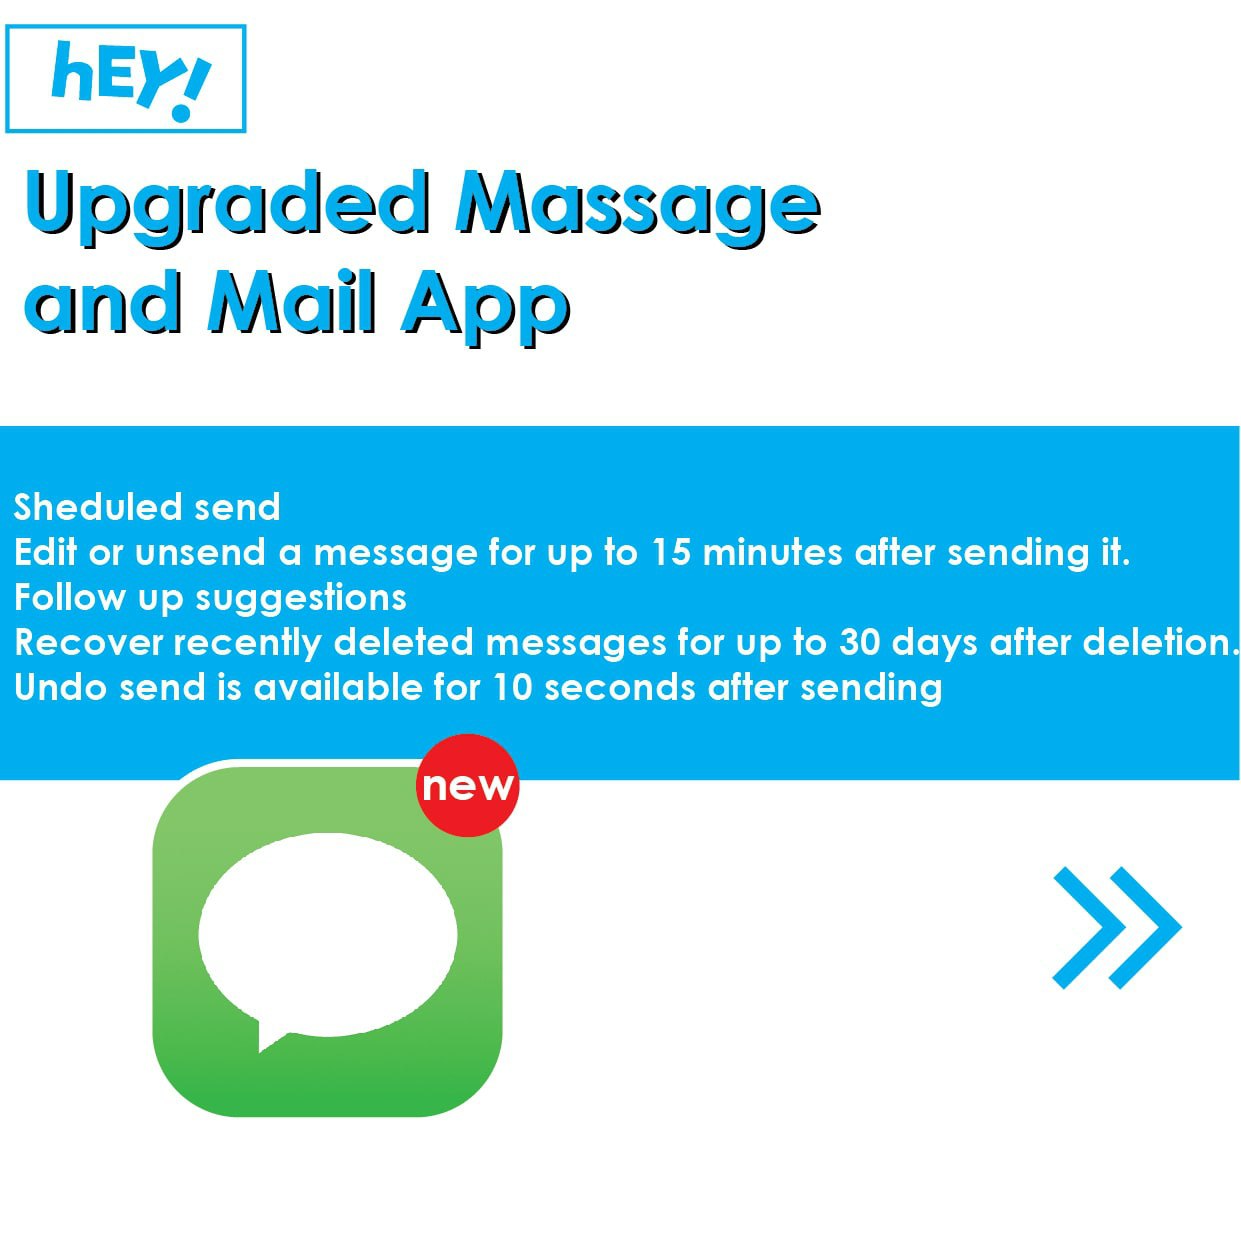 hEY!
Upgraded Massage
and Mail App
Sheduled send
Edit or unsend a message for up to 15 minutes after sending it.
Follow up suggestions
Recover recently deleted messages for up to 30 days after deletion.
Undo send is available for 10 seconds after sending
new